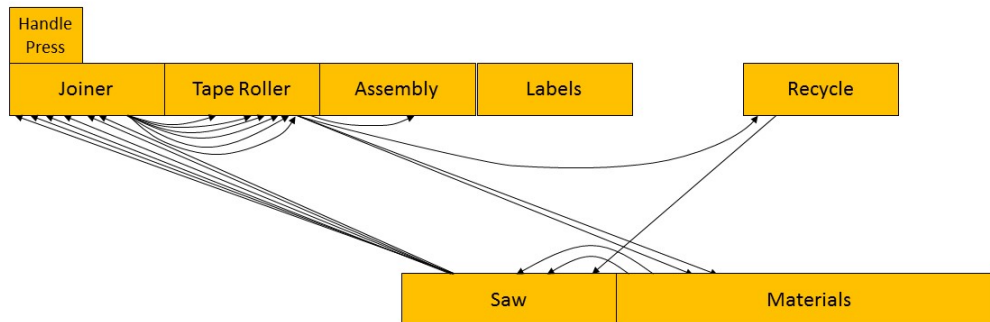 Handle
Press
Joiner
Tape Roller
Assembly
Labels
Recycle
Saw
Materials